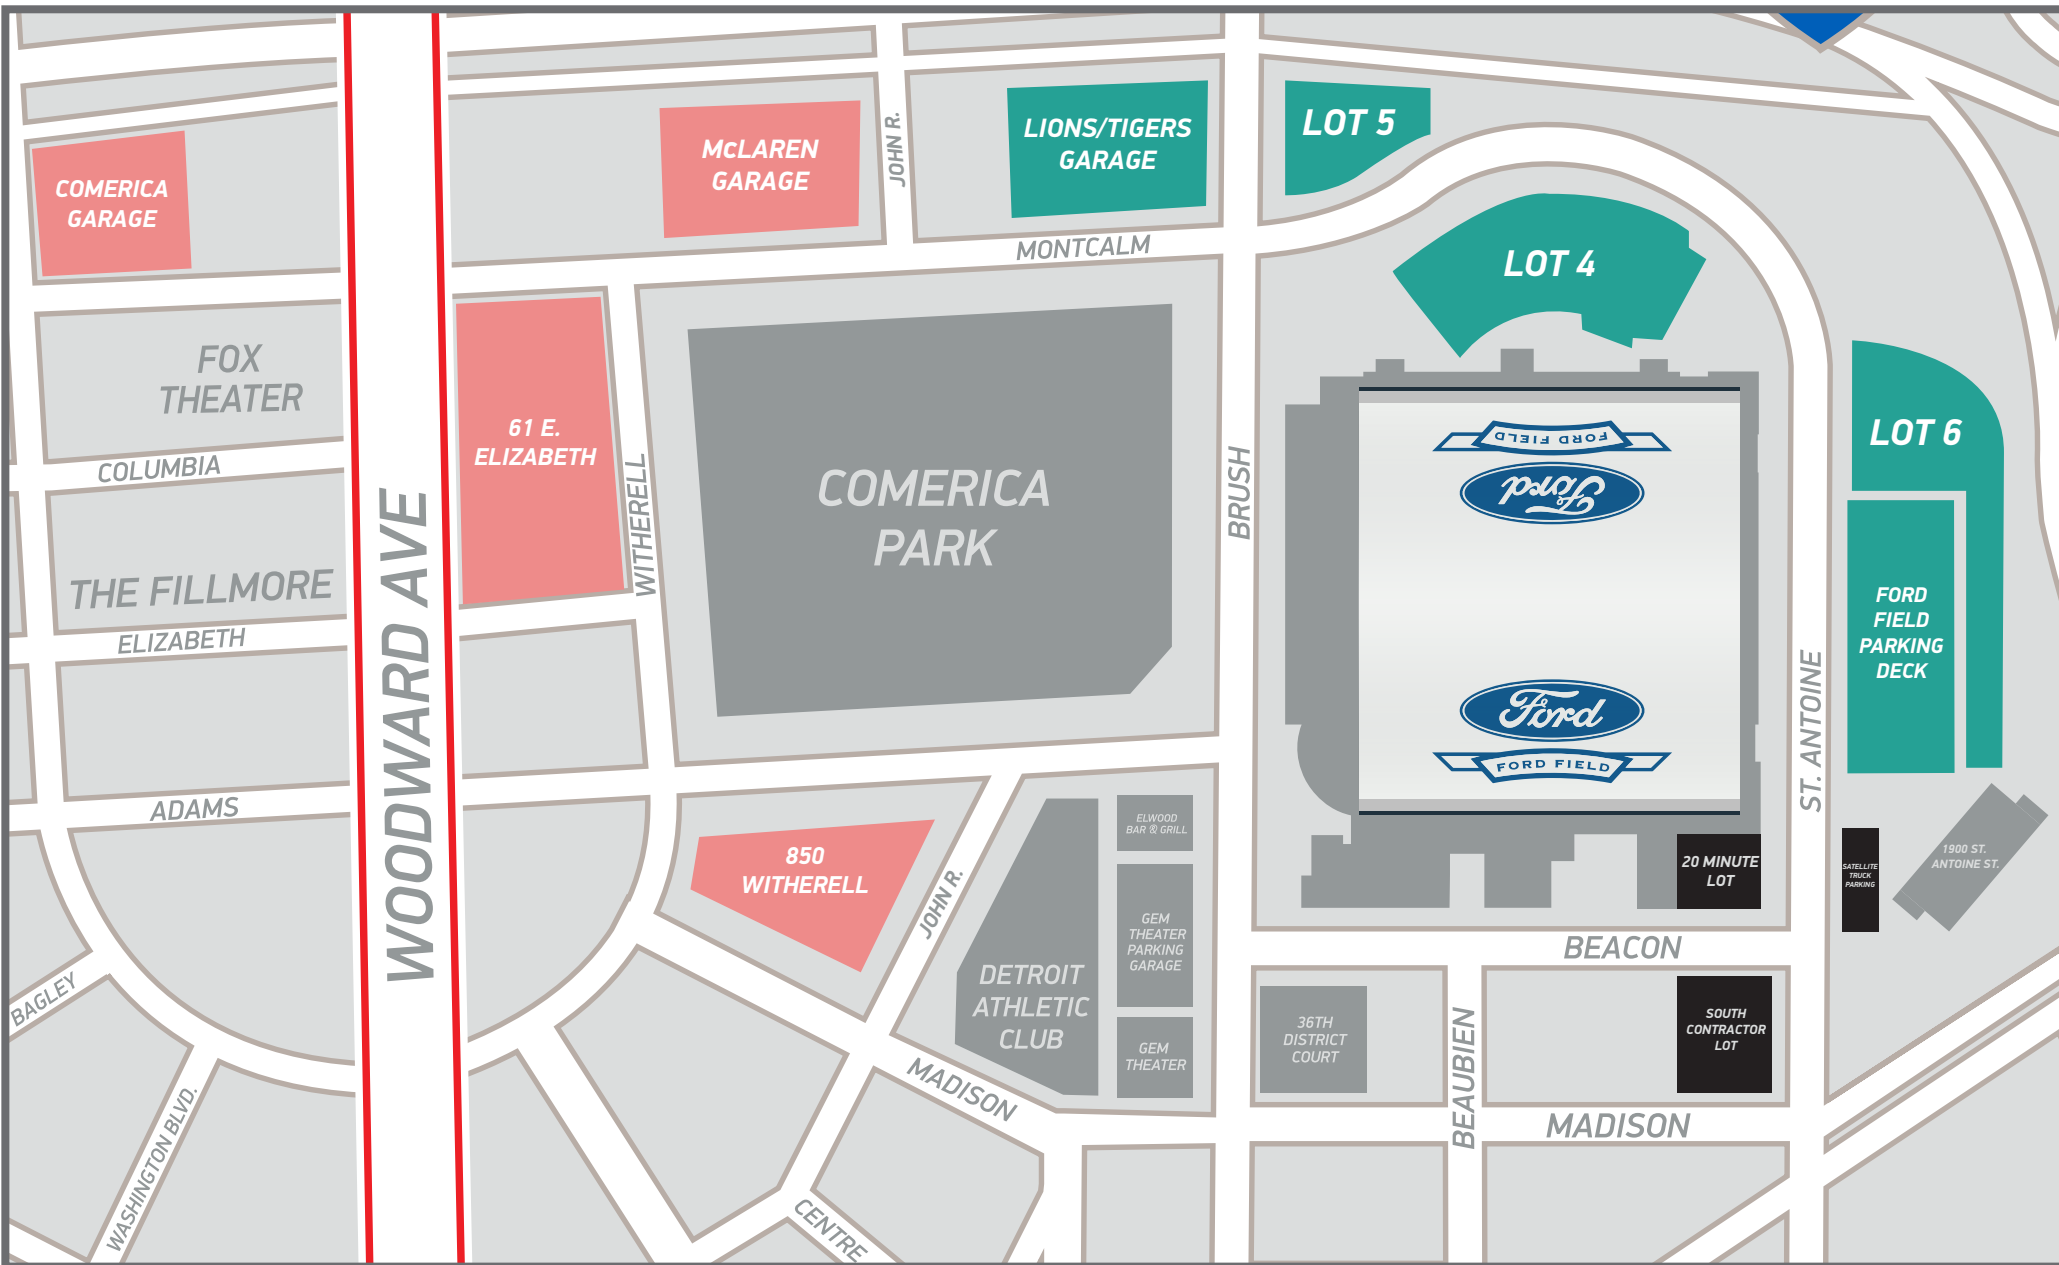 COMERICA
GARAGE
McLAREN
GARAGE
JOHN R.
LIONS/TIGERS
GARAGE
LOT 5
MONTCALM
LOT 4
FOX
THEATER
61 E.
ELIZABETH
WITHERELL
COMERICA
PARK
BRUSH
FORD FIELD
Ford
LOT 6
COLUMBIA
THE FILLMORE
ELIZABETH
WOODWARD AVE
FORD
FIELD
PARKING
DECK
ST. ANTOINE
Ford
FORD FIELD
ADAMS
850
WITHERELL
JOHN R.
ELWOOD
BAR & GRILL
20 MINUTE
LOT
SATELLITE
TRUCK
PARKING
1900 ST.
ANTOINE ST.
GEM
THEATER
PARKING
GARAGE
DETROIT
ATHLETIC
CLUB
BEACON
BAGLEY
36TH
DISTRICT
COURT
GEM
THEATER
BEAUBIEN
SOUTH
CONTRACTOR
LOT
MADISON
MADISON
WASHINGTON BLVD.
CENTRE